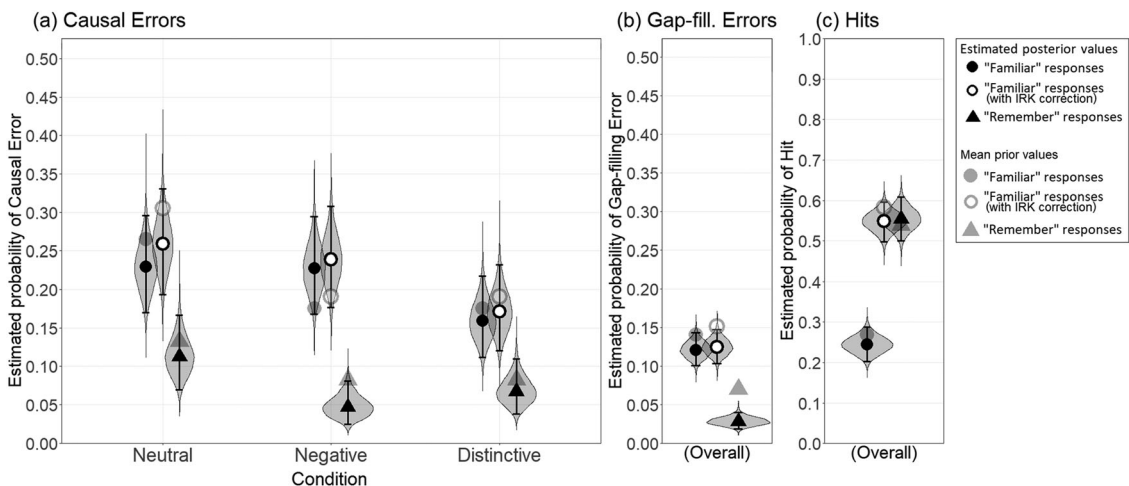 (a) Causal Errors
Estimated probability of Causal Error
0.50
0.45
0.40
0.35
0.30
0.25
0.20
0.15
0.10
0.05
0.00
Neutral
Negative
Distinctive
Condition
(b) Gap-fill. Errors
Estimated probability of Gap-filling Error
0.50
0.45
0.40
0.35
0.30
0.25
0.20
0.15
0.10
0.05
0.00
(Overall)
(c) Hits
Estimated probability of Hit
1.0
0.9
0.8
0.7
0.6
0.5
0.4
0.3
0.2
0.1
0.0
(Overall)
Estimated posterior values
"Familiar" responses
"Familiar" responses
(with IRK correction)
"Remember" responses
Mean prior values
"Familiar" responses
"Familiar" responses
(with IRK correction)
"Remember" responses